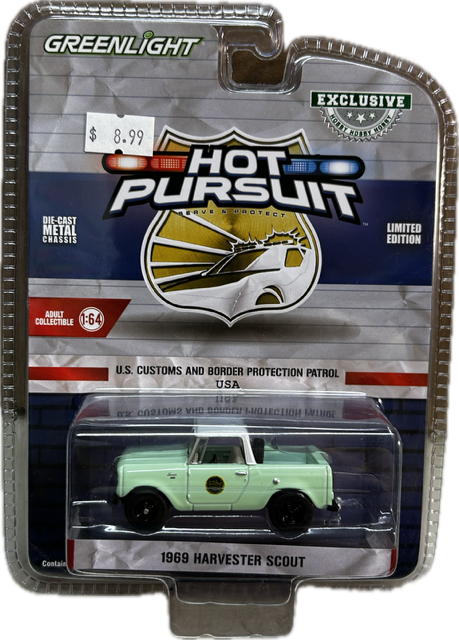 GREENLiGHT
EXCLUSIVE
HOBBY HOBBY HOBBY
$ 8.99
HOT
PURSUIT
™
SERVE & PROTECT
DIE-CAST
METAL
CHASSIS
LIMITED
EDITION
ADULT
COLLECTIBLE
1:64
U.S. CUSTOMS AND BORDER PROTECTION PATROL
USA
1969 HARVESTER SCOUT